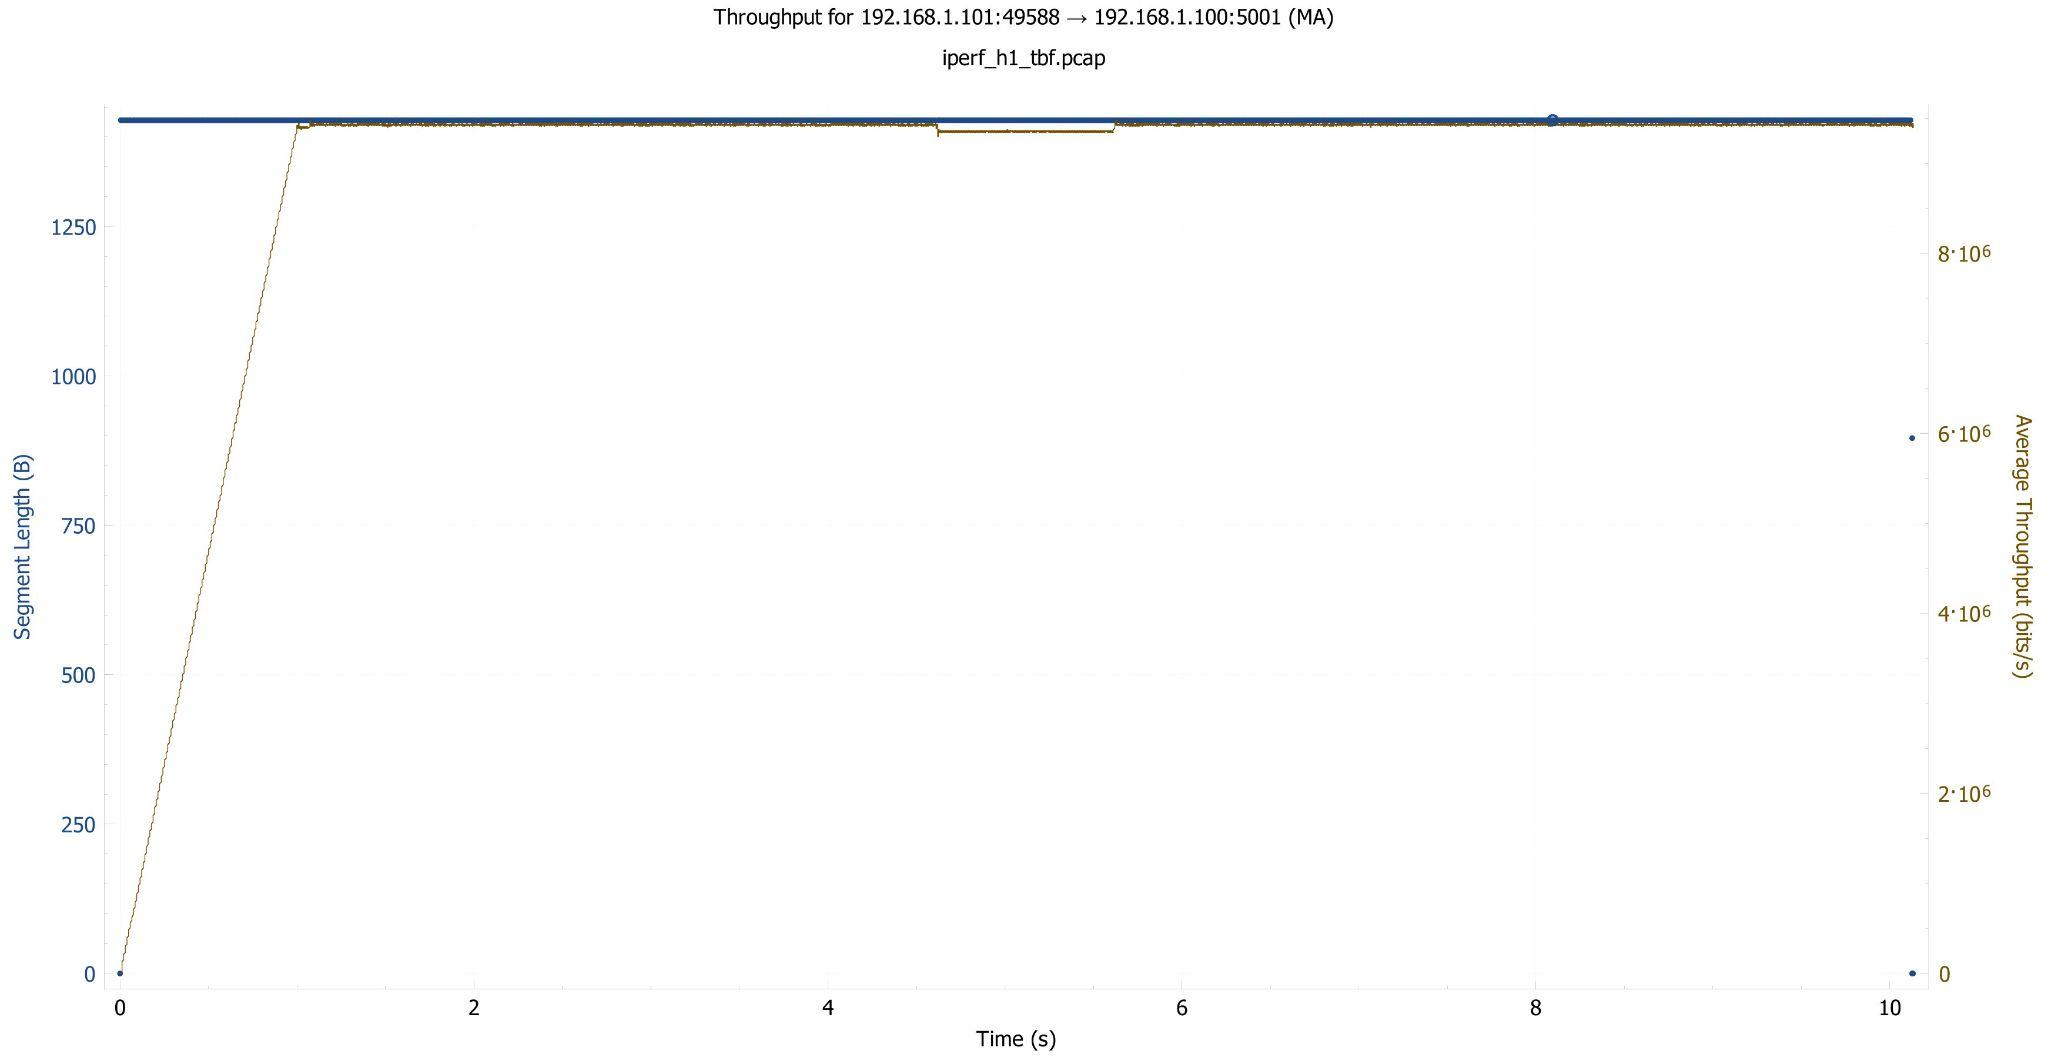 Throughput for 192.168.1.101:49588 → 192.168.1.100:5001 (MA)
iperf_h1_tbf.pcap
Segment Length (B)
1250
1000
750
500
250
0
8·10⁶
6·10⁶
4·10⁶
2·10⁶
0
Average Throughput (bits/s)
0 2 4 6 8 10
Time (s)